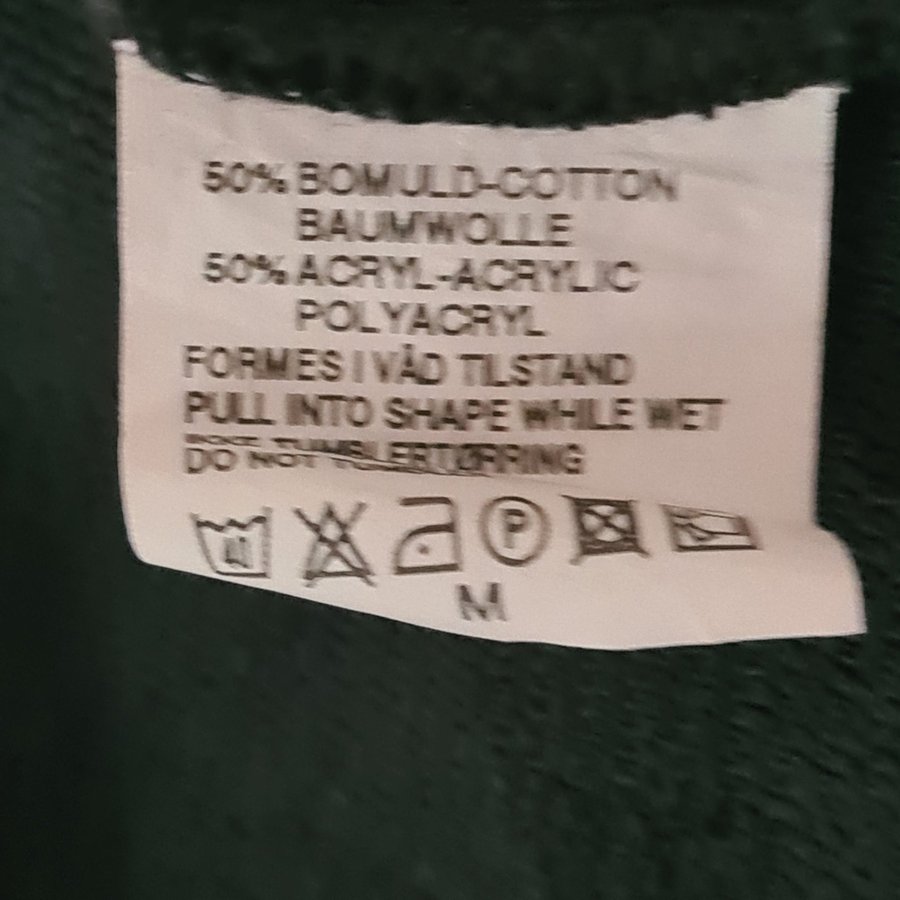 50% BOMULD-COTTON
BAUMWOLLE
50% ACRYL-ACRYLIC
POLYACRYL
FORMES I VÅD TILSTAND
PULL INTO SHAPE WHILE WET
TUMBLERTØRRING
DO NOT
P
M